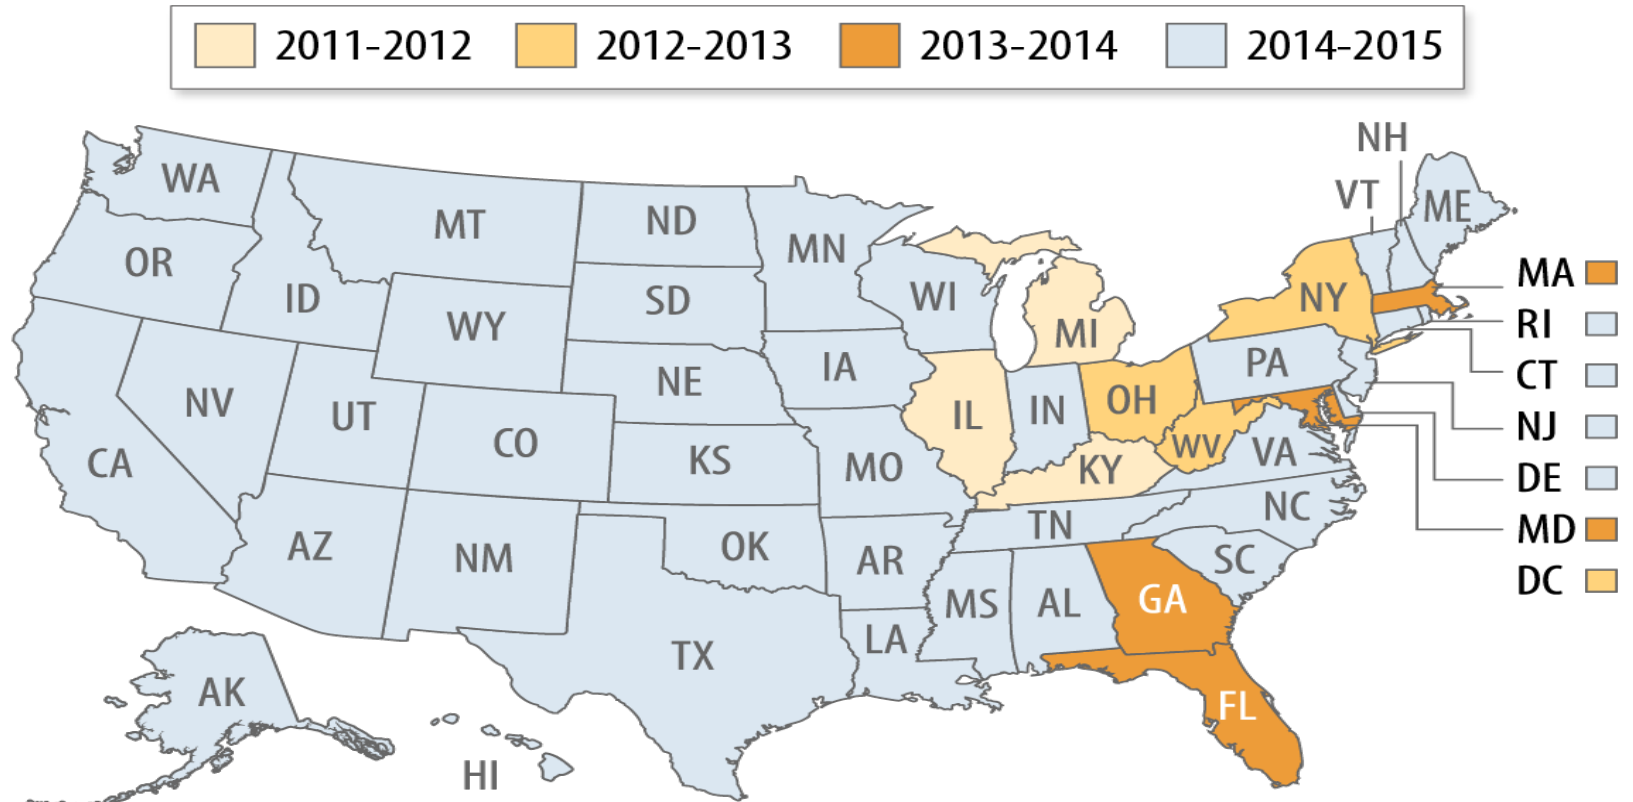 2011-2012 2012-2013 2013-2014 2014-2015
NH
WA
VT
ME
MT
ND
MN
OR
MA
ID
SD
WI
NY
RI
WY
MI
IA
PA
CT
NE
NV
UT
IL
IN
OH
NJ
CO
WV
VA
CA
KS
MO
KY
DE
NC
TN
MD
AZ
NM
OK
AR
SC
DC
MS
AL
GA
LA
TX
AK
FL
HI